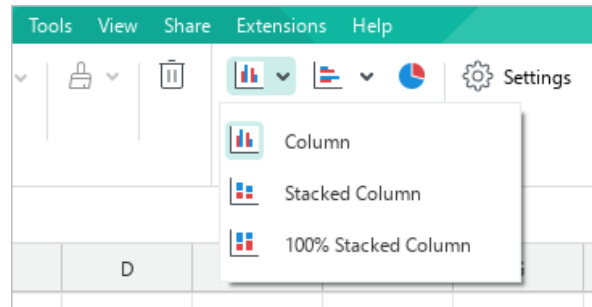 Tools View Share Extensions Help
Settings
Column
Stacked Column
100% Stacked Column
D